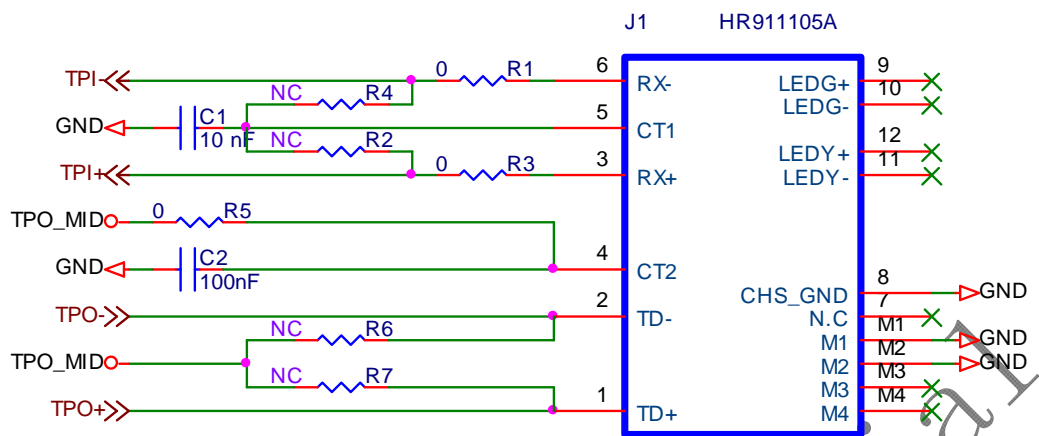 J1 HR911105A
TPI- 0 R1 6 RX- LEDG+ 9
NC R4 LEDG- 10
GND C1 10 nF 5 CT1
NC R2 LEDY+ 12
TPI+ 0 R3 3 RX+ LEDY- 11
TPO_MID 0 R5
GND C2 100nF 4 CT2
CHS_GND 8 GND
TPO- 2 TD- N.C 7
NC R6 M1 M1 GND
TPO_MID M2 M2 GND
NC R7 M3 M3
TPO+ 1 TD+ M4 M4